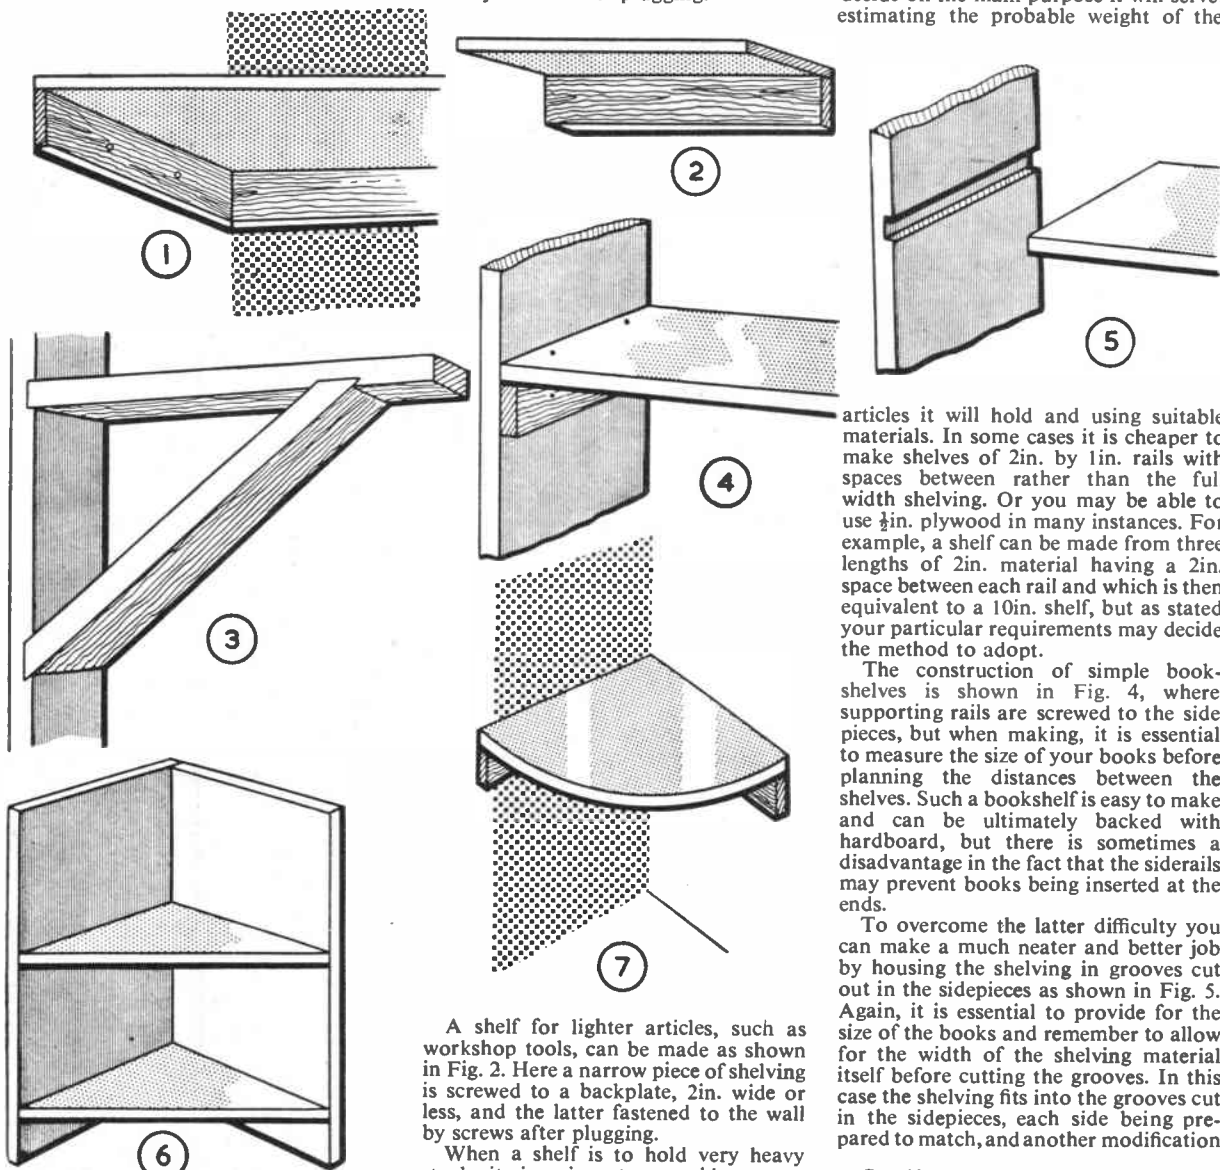 estimating the probable weight of the
1
2
3
4
5
6
7
A shelf for lighter articles, such as
workshop tools, can be made as shown
in Fig. 2. Here a narrow piece of shelving
is screwed to a backplate, 2in. wide or
less, and the latter fastened to the wall
by screws after plugging.
When a shelf is to hold very heavy
articles it will hold and using suitable
materials. In some cases it is cheaper to
make shelves of 2in. by 1in. rails with
spaces between rather than the full
width shelving. Or you may be able to
use ½in. plywood in many instances. For
example, a shelf can be made from three
lengths of 2in. material having a 2in.
space between each rail and which is then
equivalent to a 10in. shelf, but as stated
your particular requirements may decide
the method to adopt.
The construction of simple book-
shelves is shown in Fig. 4, where
supporting rails are screwed to the side
pieces, but when making, it is essential
to measure the size of your books before
planning the distances between the
shelves. Such a bookshelf is easy to make
and can be ultimately backed with
hardboard, but there is sometimes a
disadvantage in the fact that the siderails
may prevent books being inserted at the
ends.
To overcome the latter difficulty you
can make a much neater and better job
by housing the shelving in grooves cut
out in the sidepieces as shown in Fig. 5.
Again, it is essential to provide for the
size of the books and remember to allow
for the width of the shelving material
itself before cutting the grooves. In this
case the shelving fits into the grooves cut
in the sidepieces, each side being pre-
pared to match, and another modification